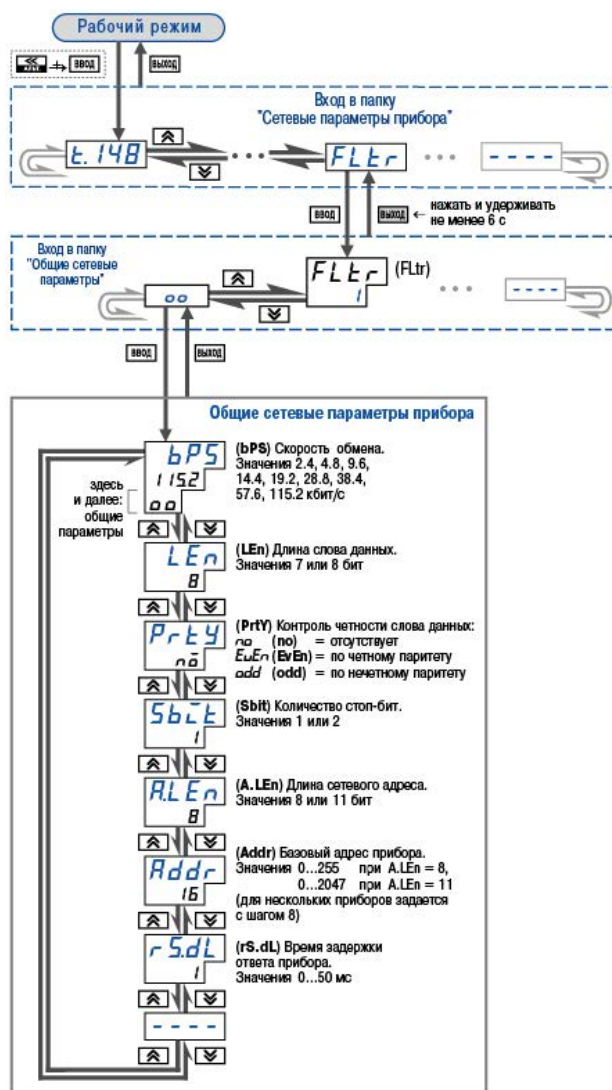 Рабочий режим
ВВОД
ВЫХОД
Вход в папку
"Сетевые параметры прибора"
t.148
• • •
FLtr
• • •
- - - -
ВВОД
ВЫХОД
← нажать и удерживать
не менее 6 с
Вход в папку
"Общие сетевые
параметры"
oo
FLtr (FLtr)
1
• • •
- - - -
ВВОД
ВЫХОД
Общие сетевые параметры прибора
bPS
115.2
oo
здесь
и далее:
общие
параметры
(bPS) Скорость обмена.
Значения 2.4, 4.8, 9.6,
14.4, 19.2, 28.8, 38.4,
57.6, 115.2 кбит/с
LEn
8
(LEn) Длина слова данных.
Значения 7 или 8 бит
PrtY
no
(PrtY) Контроль четности слова данных:
no (no) = отсутствует
EvEn (EvEn) = по четному паритету
odd (odd) = по нечетному паритету
Sbit
1
(Sbit) Количество стоп-бит.
Значения 1 или 2
A.LEn
8
(A.LEn) Длина сетевого адреса.
Значения 8 или 11 бит
Addr
16
(Addr) Базовый адрес прибора.
Значения 0...255 при A.LEn = 8,
0...2047 при A.LEn = 11
(для нескольких приборов задается
с шагом 8)
rS.dL
1
(rS.dL) Время задержки
ответа прибора.
Значения 0...50 мс
- - - -